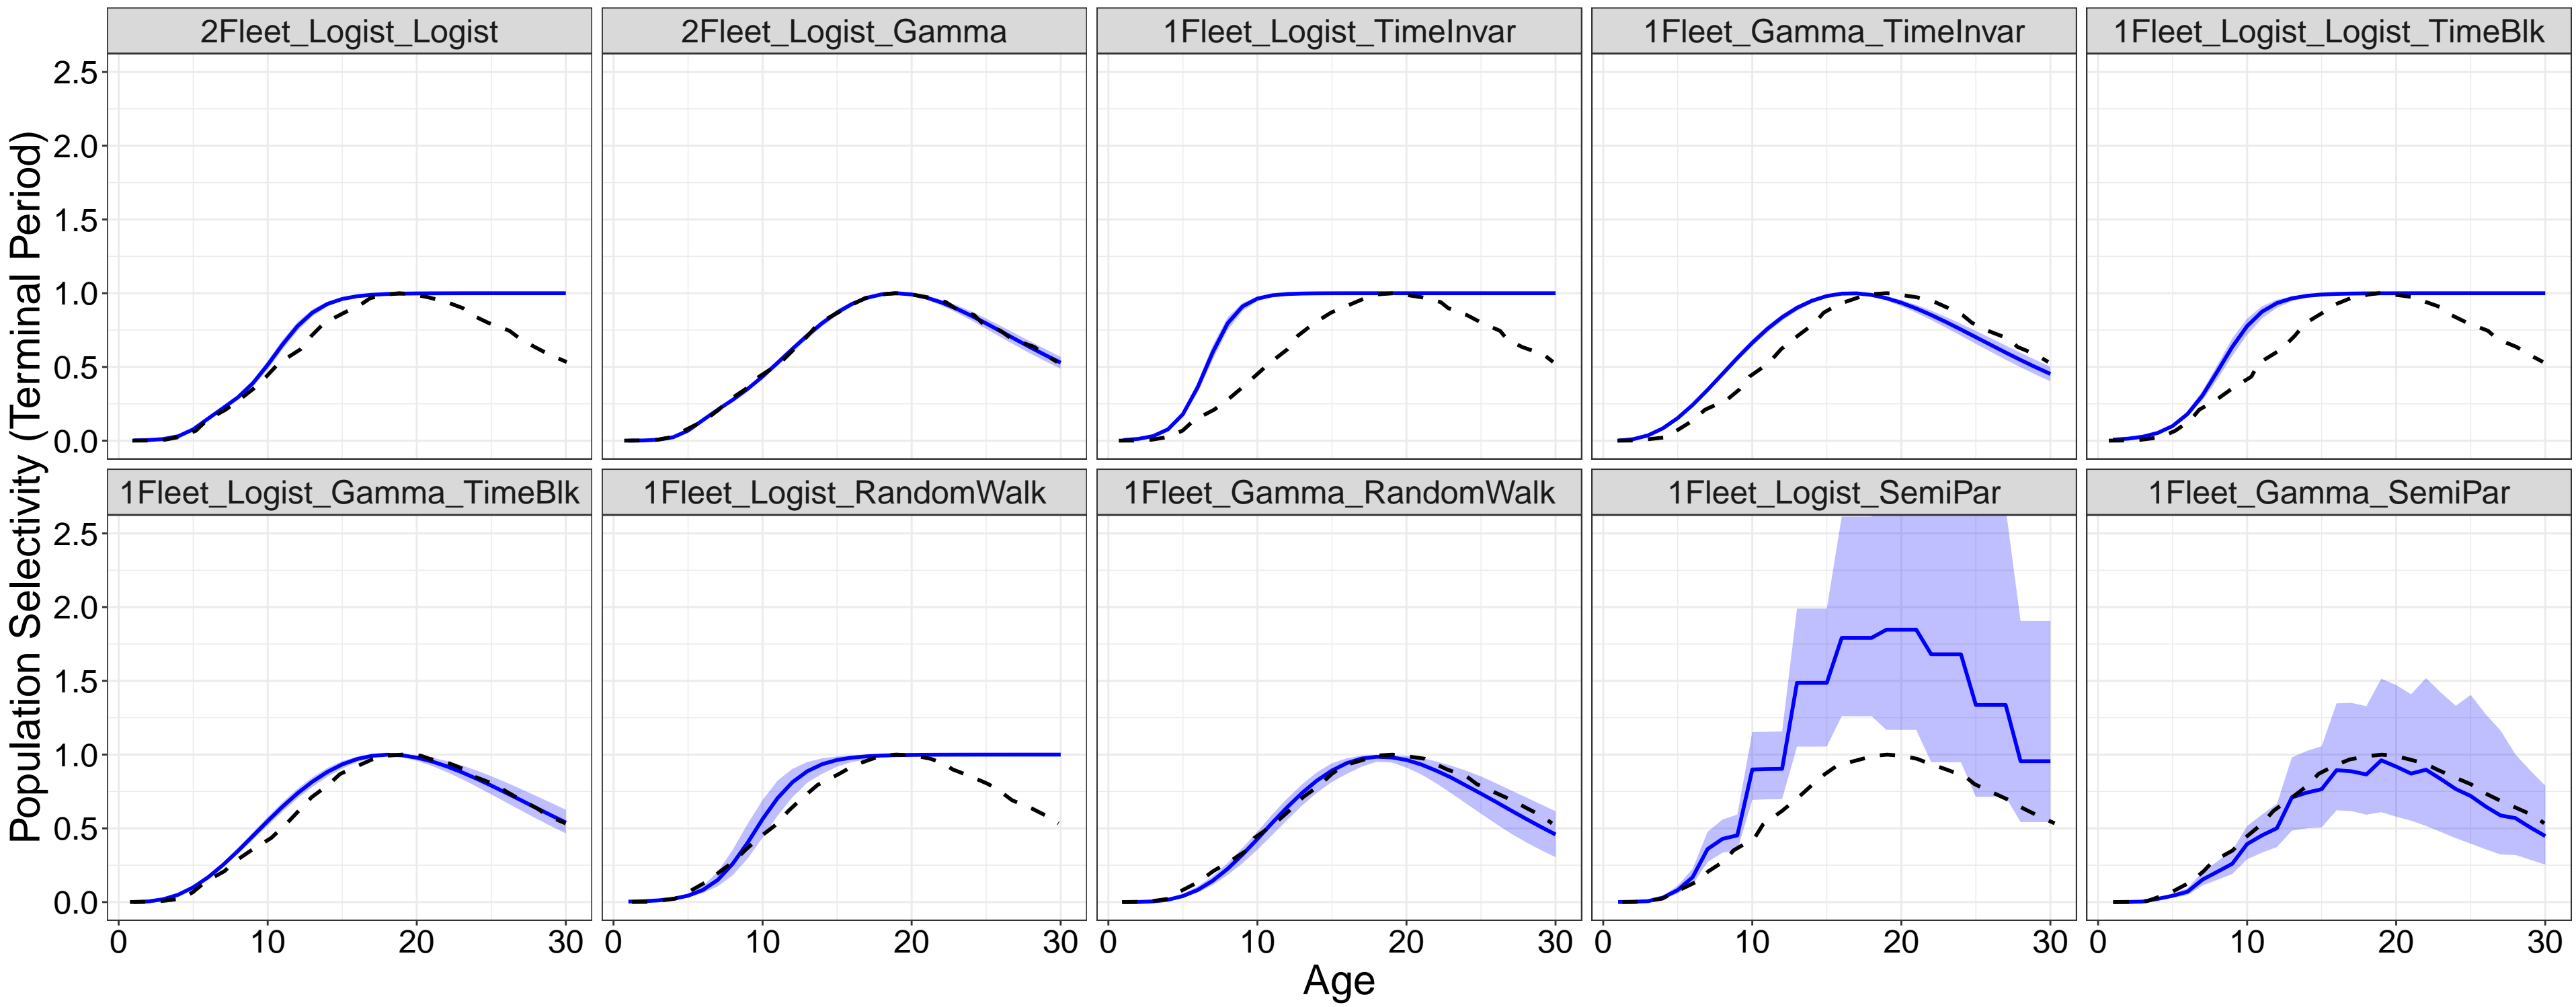 2Fleet_Logist_Logist
2Fleet_Logist_Gamma
1Fleet_Logist_TimeInvar
1Fleet_Gamma_TimeInvar
1Fleet_Logist_Logist_TimeBlk
2.5
2.0
1.5
1.0
0.5
0.0
Population Selectivity (Terminal Period)
1Fleet_Logist_Gamma_TimeBlk
1Fleet_Logist_RandomWalk
1Fleet_Gamma_RandomWalk
1Fleet_Logist_SemiPar
1Fleet_Gamma_SemiPar
2.5
2.0
1.5
1.0
0.5
0.0
0 10 20 30
0 10 20 30
0 10 20 30
0 10 20 30
0 10 20 30
Age